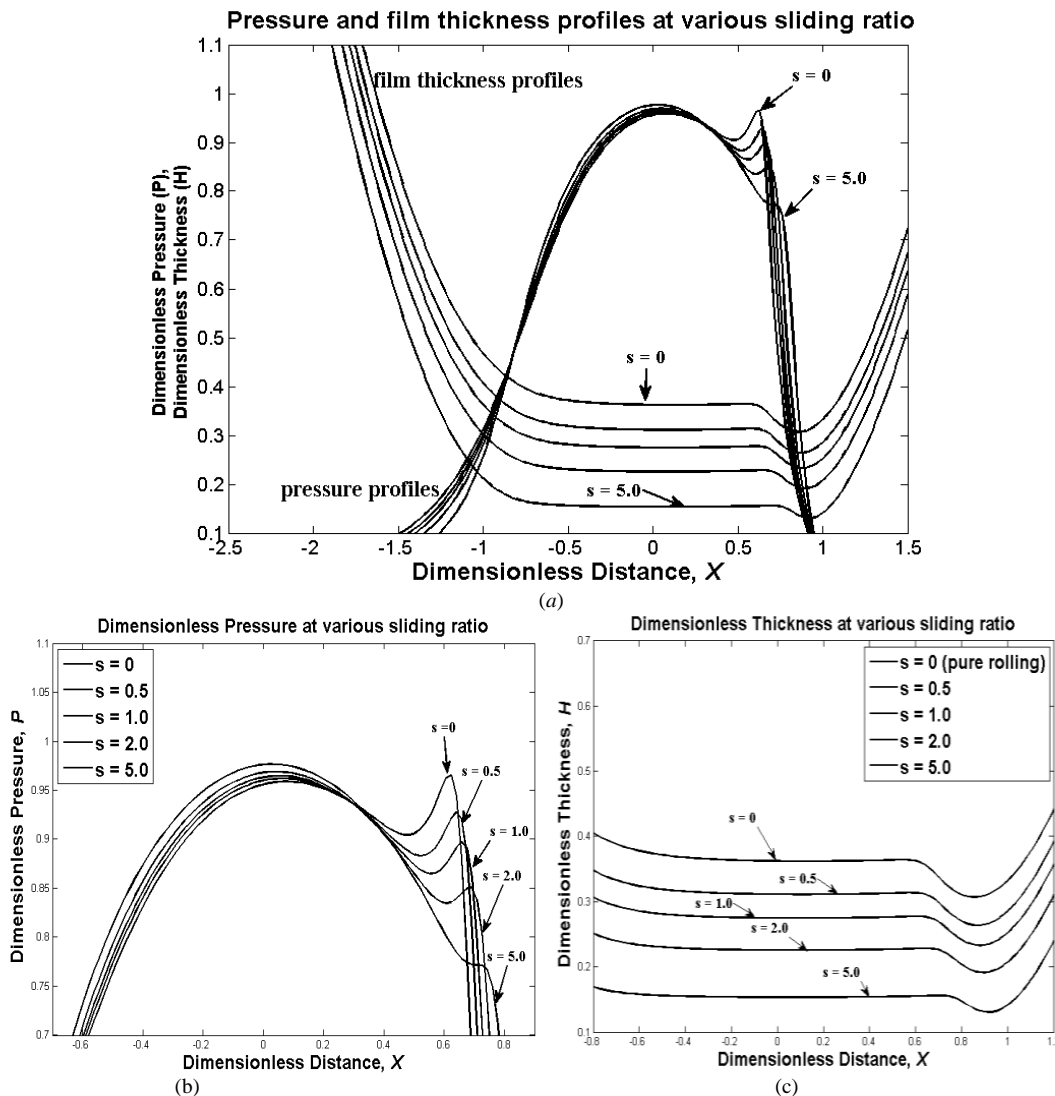 Pressure and film thickness profiles at various sliding ratio
1.1
1
0.9
0.8
0.7
0.6
0.5
0.4
0.3
0.2
0.1
Dimensionless Pressure (P),
Dimensionless Thickness (H)
film thickness profiles
s = 0
s = 5.0
s = 0
pressure profiles
s = 5.0
-2.5 -2 -1.5 -1 -0.5 0 0.5 1 1.5
Dimensionless Distance, X
(a)
Dimensionless Pressure at various sliding ratio
1.1
1.05
1
0.95
0.9
0.85
0.8
0.75
0.7
Dimensionless Pressure, P
s = 0
s = 0.5
s = 1.0
s = 2.0
s = 5.0
s =0
s = 0.5
s = 1.0
s = 2.0
s = 5.0
-0.6 -0.4 -0.2 0 0.2 0.4 0.6 0.8
Dimensionless Distance, X
(b)
Dimensionless Thickness at various sliding ratio
0.7
0.6
0.5
0.4
0.3
0.2
0.1
Dimensionless Thickness, H
s = 0 (pure rolling)
s = 0.5
s = 1.0
s = 2.0
s = 5.0
s = 0
s = 0.5
s = 1.0
s = 2.0
s = 5.0
-0.8 -0.6 -0.4 -0.2 0 0.2 0.4 0.6 0.8 1 1.2
Dimensionless Distance, X
(c)